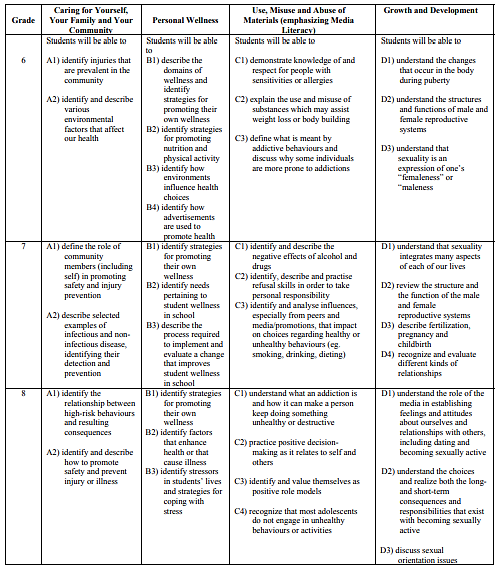 Grade
Caring for Yourself,
Your Family and Your
Community
Personal Wellness
Use, Misuse and Abuse of
Materials (emphasizing Media
Literacy)
Growth and Development
Students will be able to
Students will be able
to
Students will be able to
Students will be able to
6
A1) identify injuries that
are prevalent in the
community
A2) identify and describe
various
environmental
factors that affect
our health
B1) describe the
domains of
wellness and
identify
strategies for
promoting their
own wellness
B2) identify strategies
for promoting
nutrition and
physical activity
B3) identify how
environments
influence health
choices
B4) identify how
advertisements
are used to
promote health
C1) demonstrate knowledge of and
respect for people with
sensitivities or allergies
C2) explain the use and misuse of
substances which may assist
weight loss or body building
C3) define what is meant by
addictive behaviours and
discuss why some individuals
are more prone to addictions
D1) understand the changes
that occur in the body
during puberty
D2) understand the structures
and functions of male and
female reproductive
systems
D3) understand that
sexuality is an
expression of one's
"femaleness" or
"maleness
7
A1) define the role of
community
members (including
self) in promoting
safety and injury
prevention
A2) describe selected
examples of
infectious and non-
infectious disease,
identifying their
detection and
prevention
B1) identify strategies
for promoting
their own
wellness
B2) identify needs
pertaining to
student wellness
in school
B3) describe the
process required
to implement and
evaluate a change
that improves
student wellness
in school
C1) identify and describe the
negative effects of alcohol and
drugs
C2) identify, describe and practise
refusal skills in order to take
personal responsibility
C3) identify and analyse influences,
especially from peers and
media/promotions, that impact
on choices regarding healthy or
unhealthy behaviours (eg.
smoking, drinking, dieting)
D1) understand that sexuality
integrates many aspects
of each of our lives
D2) review the structure and
the function of the male
and female
reproductive systems
D3) describe fertilization,
pregnancy and
childbirth
D4) recognize and evaluate
different kinds of
relationships
8
A1) identify the
relationship between
high-risk behaviours
and resulting
consequences
A2) identify and describe
how to promote
safety and prevent
injury or illness
B1) identify strategies
for promoting
their own
wellness
B2) identify factors
that enhance
health or that
cause illness
B3) identify stressors
in students' lives
and strategies for
coping with
stress
C1) understand what an addiction is
and how it can make a person
keep doing something
unhealthy or destructive
C2) practice positive decision-
making as it relates to self and
others
C3) identify and value themselves as
positive role models
C4) recognize that most adolescents
do not engage in unhealthy
behaviours or activities
D1) understand the role of the
media in establishing
feelings and attitudes
about ourselves and
relationships with others,
including dating and
becoming sexually active
D2) understand the choices
and realize both the long-
and short-term
consequences and
responsibilities that exist
with becoming sexually
active
D3) discuss sexual
orientation issues